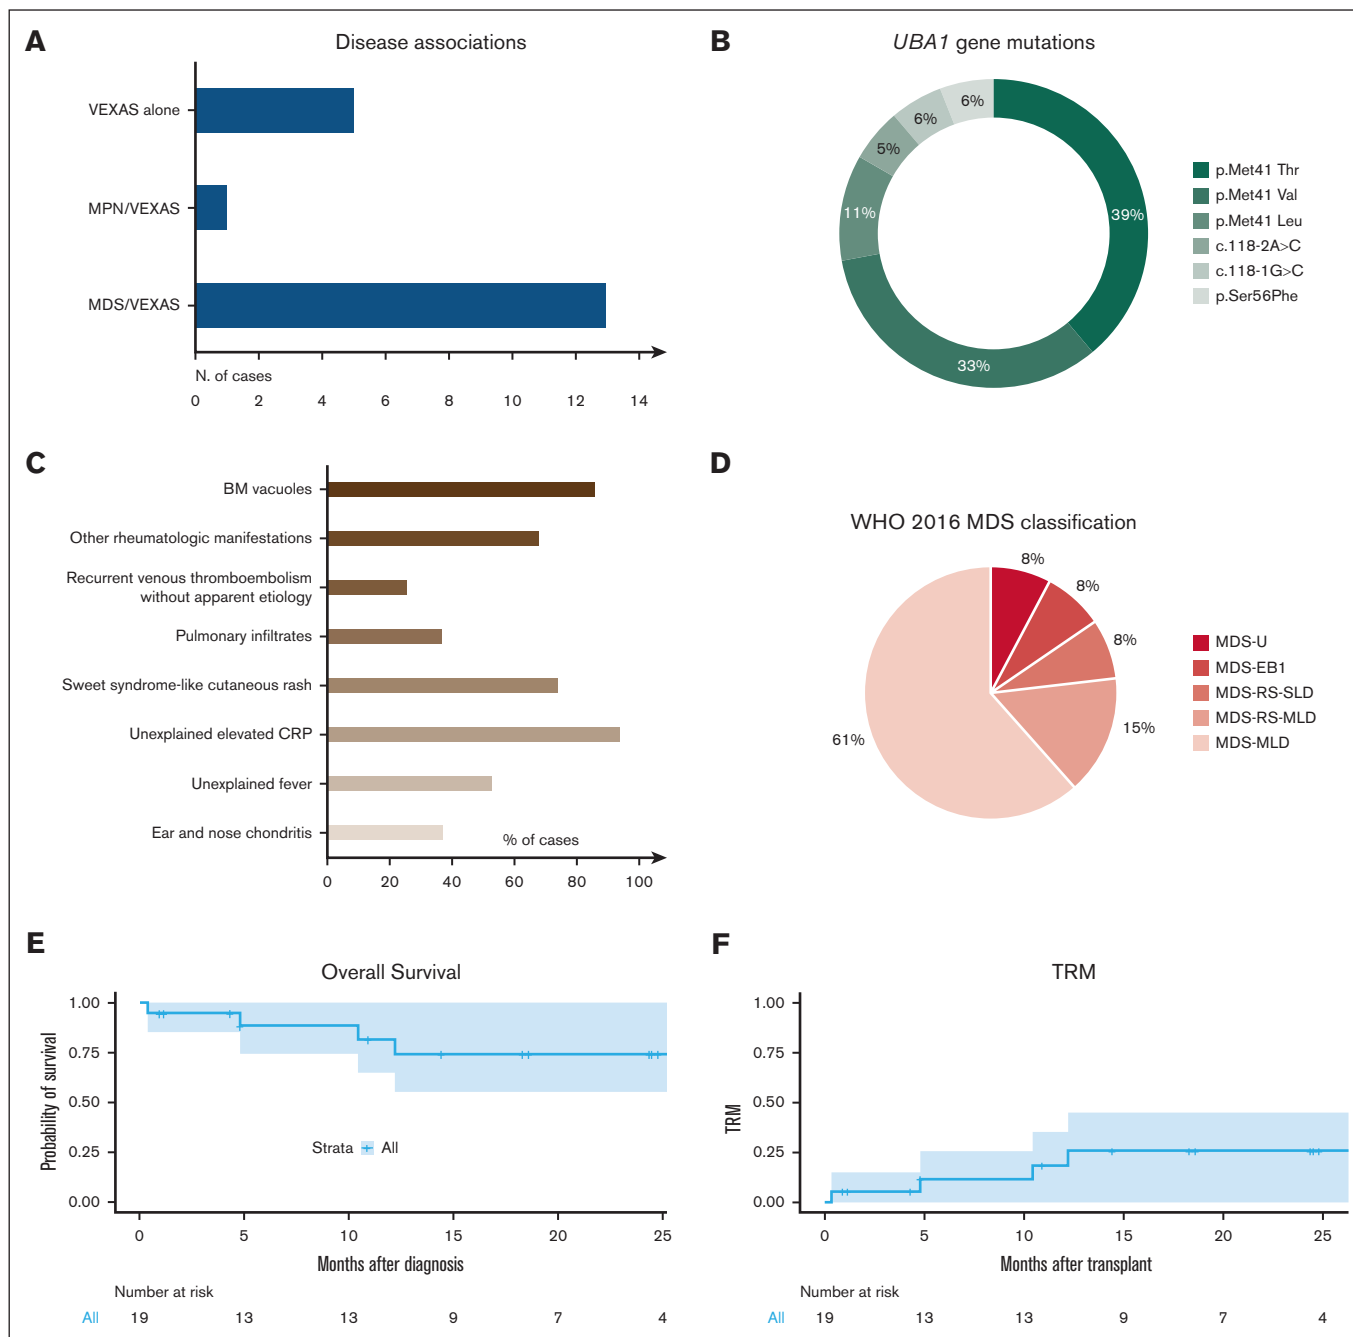 A
Disease associations
VEXAS alone
MPN/VEXAS
MDS/VEXAS
N. of cases
0 2 4 6 8 10 12 14
B
UBA1 gene mutations
6%
6%
5%
11%
39%
33%
p.Met41 Thr
p.Met41 Val
p.Met41 Leu
c.118-2A>C
c.118-1G>C
p.Ser56Phe
C
BM vacuoles
Other rheumatologic manifestations
Recurrent venous thromboembolism
without apparent etiology
Pulmonary infiltrates
Sweet syndrome-like cutaneous rash
Unexplained elevated CRP
Unexplained fever
Ear and nose chondritis
% of cases
0 20 40 60 80 100
D
WHO 2016 MDS classification
8%
8%
8%
15%
61%
MDS-U
MDS-EB1
MDS-RS-SLD
MDS-RS-MLD
MDS-MLD
E
Overall Survival
Probability of survival
1.00
0.75
0.50
0.25
0.00
Strata All
0 5 10 15 20 25
Months after diagnosis
Number at risk
All 19 13 13 9 7 4
F
TRM
TRM
1.00
0.75
0.50
0.25
0.00
0 5 10 15 20 25
Months after transplant
Number at risk
All 19 13 13 9 7 4